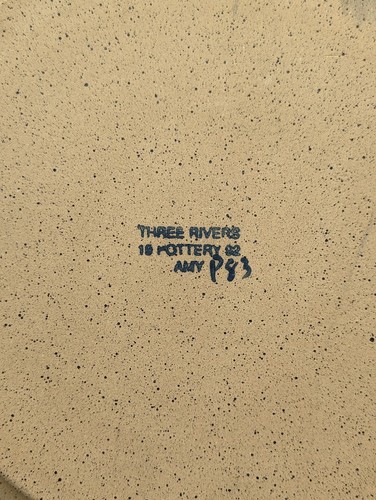 THREE RIVERS
19 POTTERY 92
AMY P83